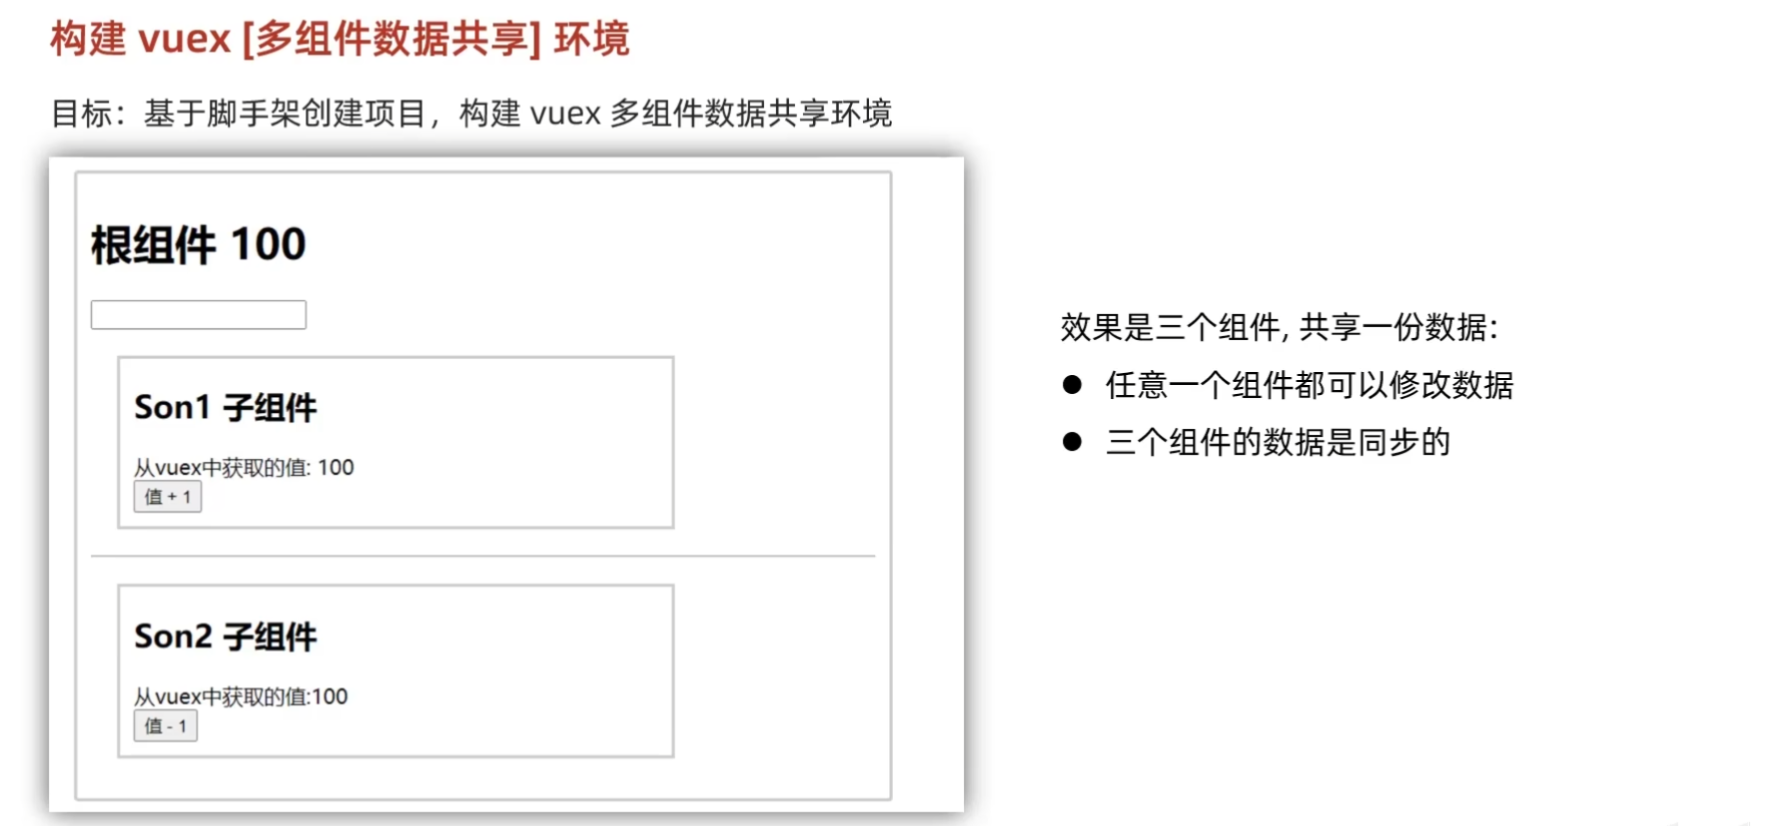 构建 vuex [多组件数据共享] 环境
目标：基于脚手架创建项目，构建 vuex 多组件数据共享环境
根组件 100
Son1 子组件
从vuex中获取的值: 100
值 + 1
Son2 子组件
从vuex中获取的值:100
值 - 1
效果是三个组件, 共享一份数据:
● 任意一个组件都可以修改数据
● 三个组件的数据是同步的